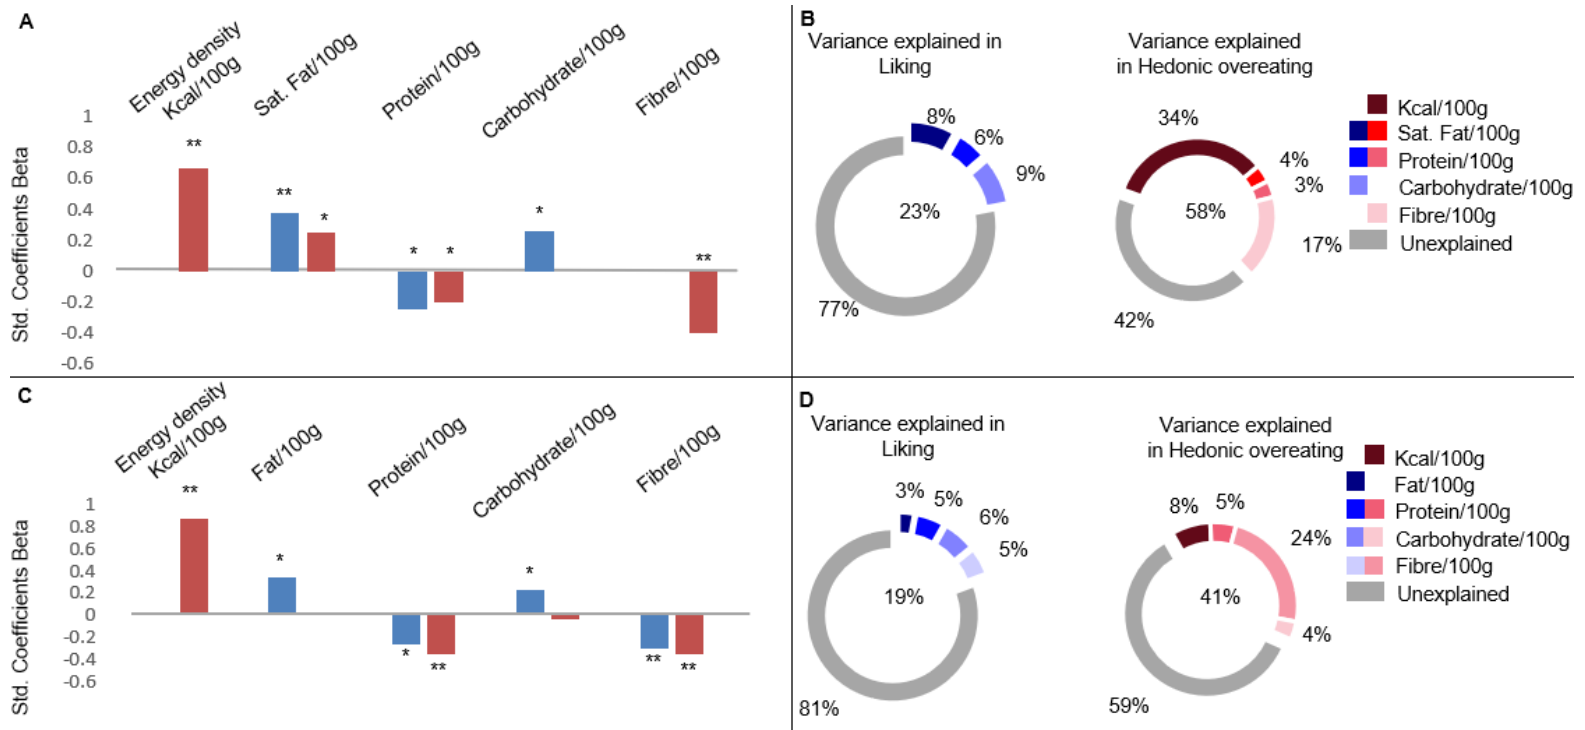 A
Energy density
Kcal/100g
Sat. Fat/100g
Protein/100g
Carbohydrate/100g
Fibre/100g
Std. Coefficients Beta
1
0.8
0.6
0.4
0.2
0
-0.2
-0.4
-0.6
**
**
*
*
*
*
**
B
Variance explained in
Liking
8%
6%
9%
23%
77%
Variance explained
in Hedonic overeating
34%
4%
3%
58%
17%
42%
Kcal/100g
Sat. Fat/100g
Protein/100g
Carbohydrate/100g
Fibre/100g
Unexplained
C
Energy density
Kcal/100g
Fat/100g
Protein/100g
Carbohydrate/100g
Fibre/100g
Std. Coefficients Beta
1
0.8
0.6
0.4
0.2
0
-0.2
-0.4
-0.6
**
*
*
**
*
**
**
D
Variance explained in
Liking
3%
5%
6%
5%
19%
81%
Variance explained
in Hedonic overeating
8%
5%
24%
41%
4%
59%
Kcal/100g
Fat/100g
Protein/100g
Carbohydrate/100g
Fibre/100g
Unexplained